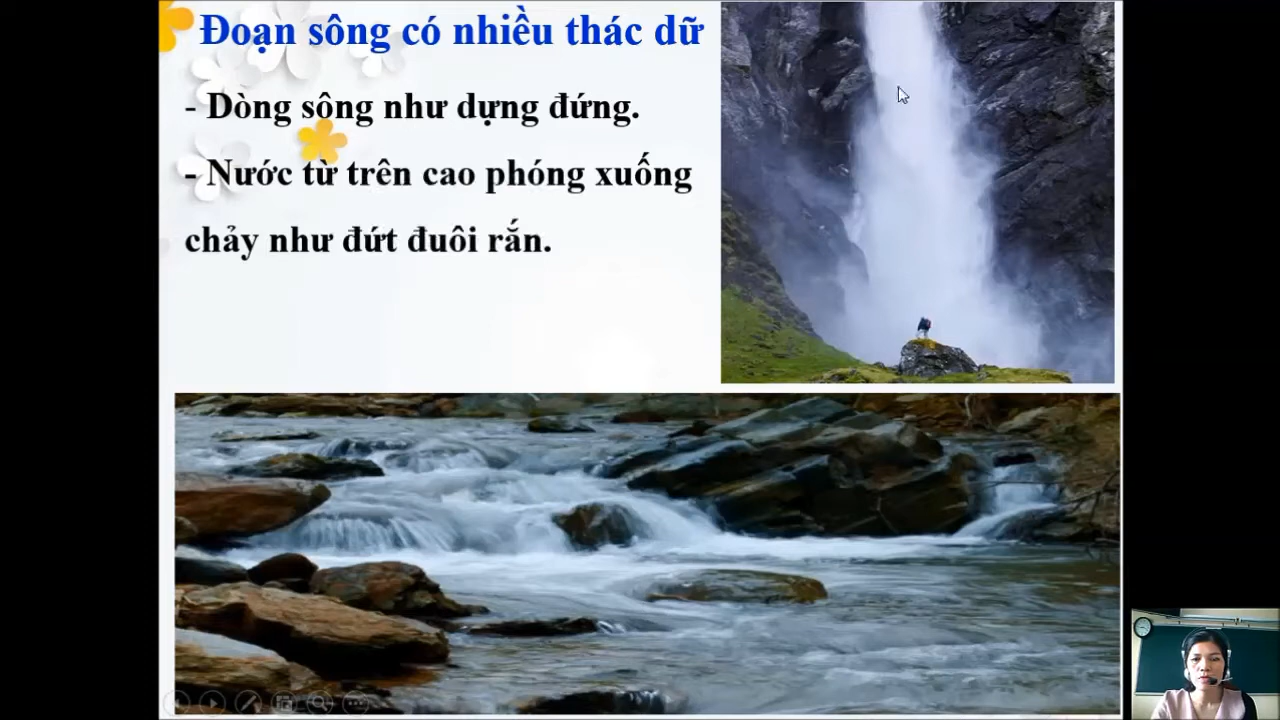 Đoạn sông có nhiều thác dữ
- Dòng sông như dựng đứng.
- Nước từ trên cao phóng xuống
chảy như đứt đuôi rắn.